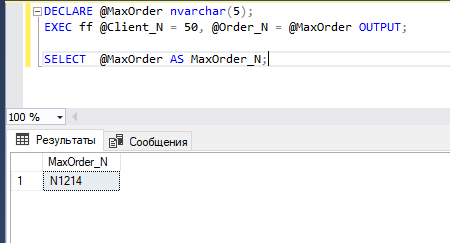 DECLARE @MaxOrder nvarchar(5);
EXEC ff @Client_N = 50, @Order_N = @MaxOrder OUTPUT;
SELECT  @MaxOrder AS MaxOrder_N;
100 %
Результаты Сообщения
MaxOrder_N
1 N1214